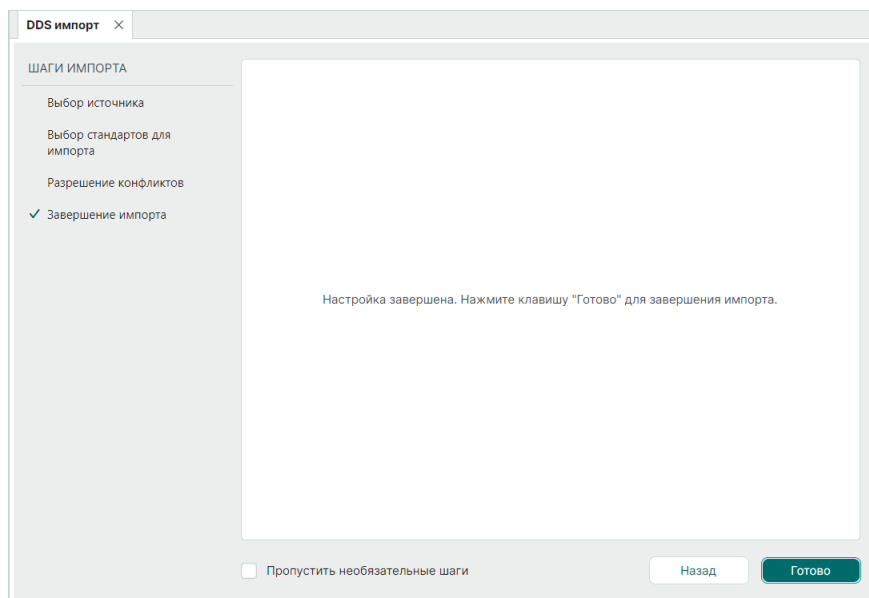 DDS импорт
ШАГИ ИМПОРТА
Выбор источника
Выбор стандартов для
импорта
Разрешение конфликтов
Завершение импорта
Настройка завершена. Нажмите клавишу "Готово" для завершения импорта.
Пропустить необязательные шаги
Назад
Готово